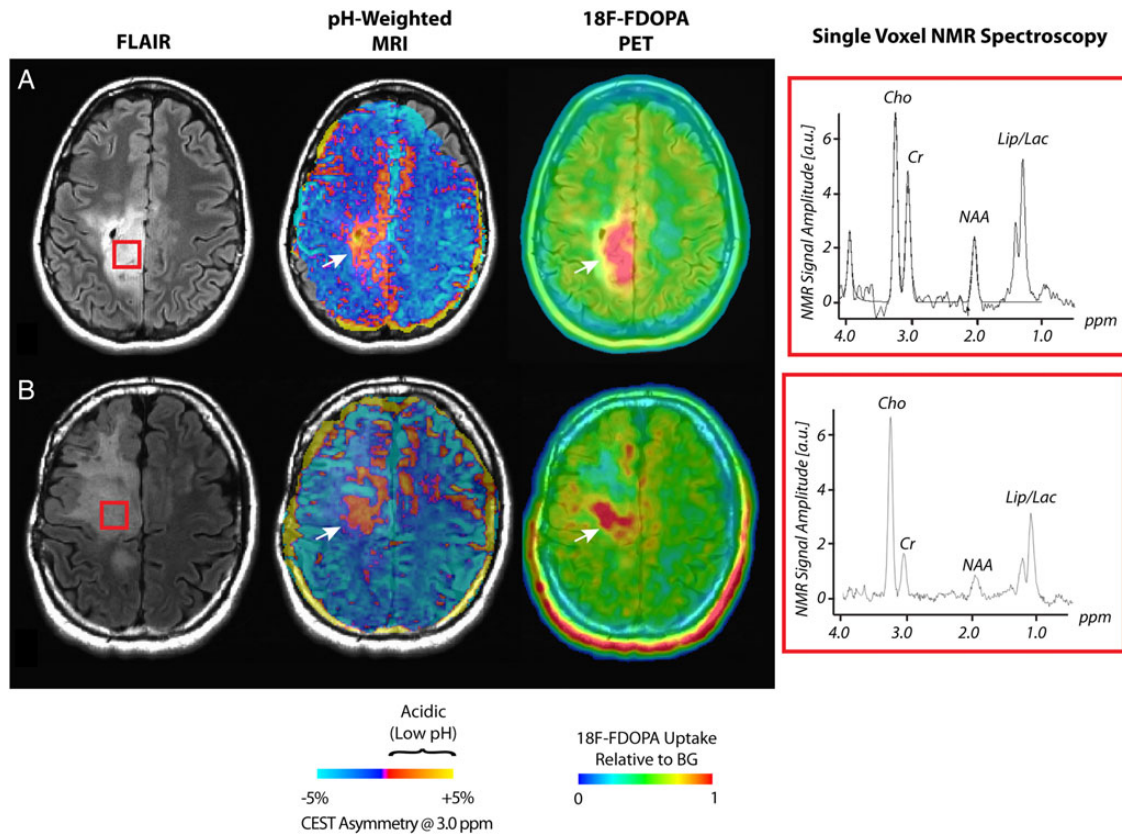 FLAIR
pH-Weighted
MRI
18F-FDOPA
PET
Single Voxel NMR Spectroscopy
A
NMR Signal Amplitude [a.u.]
6
4
2
0
Cho
Cr
NAA
Lip/Lac
4.0
3.0
2.0
1.0
ppm
B
NMR Signal Amplitude [a.u.]
6
4
2
0
Cho
Cr
NAA
Lip/Lac
4.0
3.0
2.0
1.0
ppm
Acidic
(Low pH)
-5%
+5%
CEST Asymmetry @ 3.0 ppm
18F-FDOPA Uptake
Relative to BG
0
1